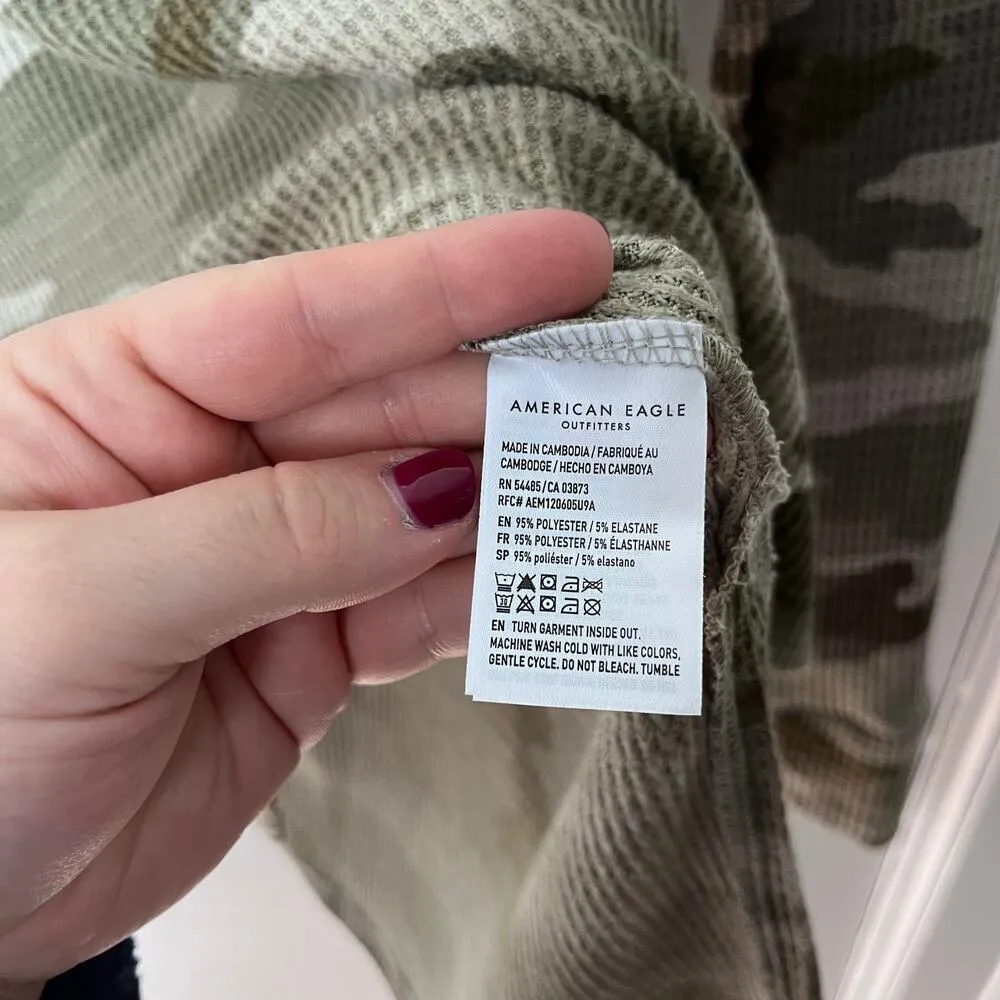 AMERICAN EAGLE
OUTFITTERS
MADE IN CAMBODIA / FABRIQUÉ AU
CAMBODGE / HECHO EN CAMBOYA
RN 54485 / CA 03873
RFC# AEM120605U9A
EN 95% POLYESTER / 5% ELASTANE
FR 95% POLYESTER / 5% ÉLASTHANNE
SP 95% poliéster / 5% elastano
30
EN TURN GARMENT INSIDE OUT.
MACHINE WASH COLD WITH LIKE COLORS,
GENTLE CYCLE. DO NOT BLEACH. TUMBLE